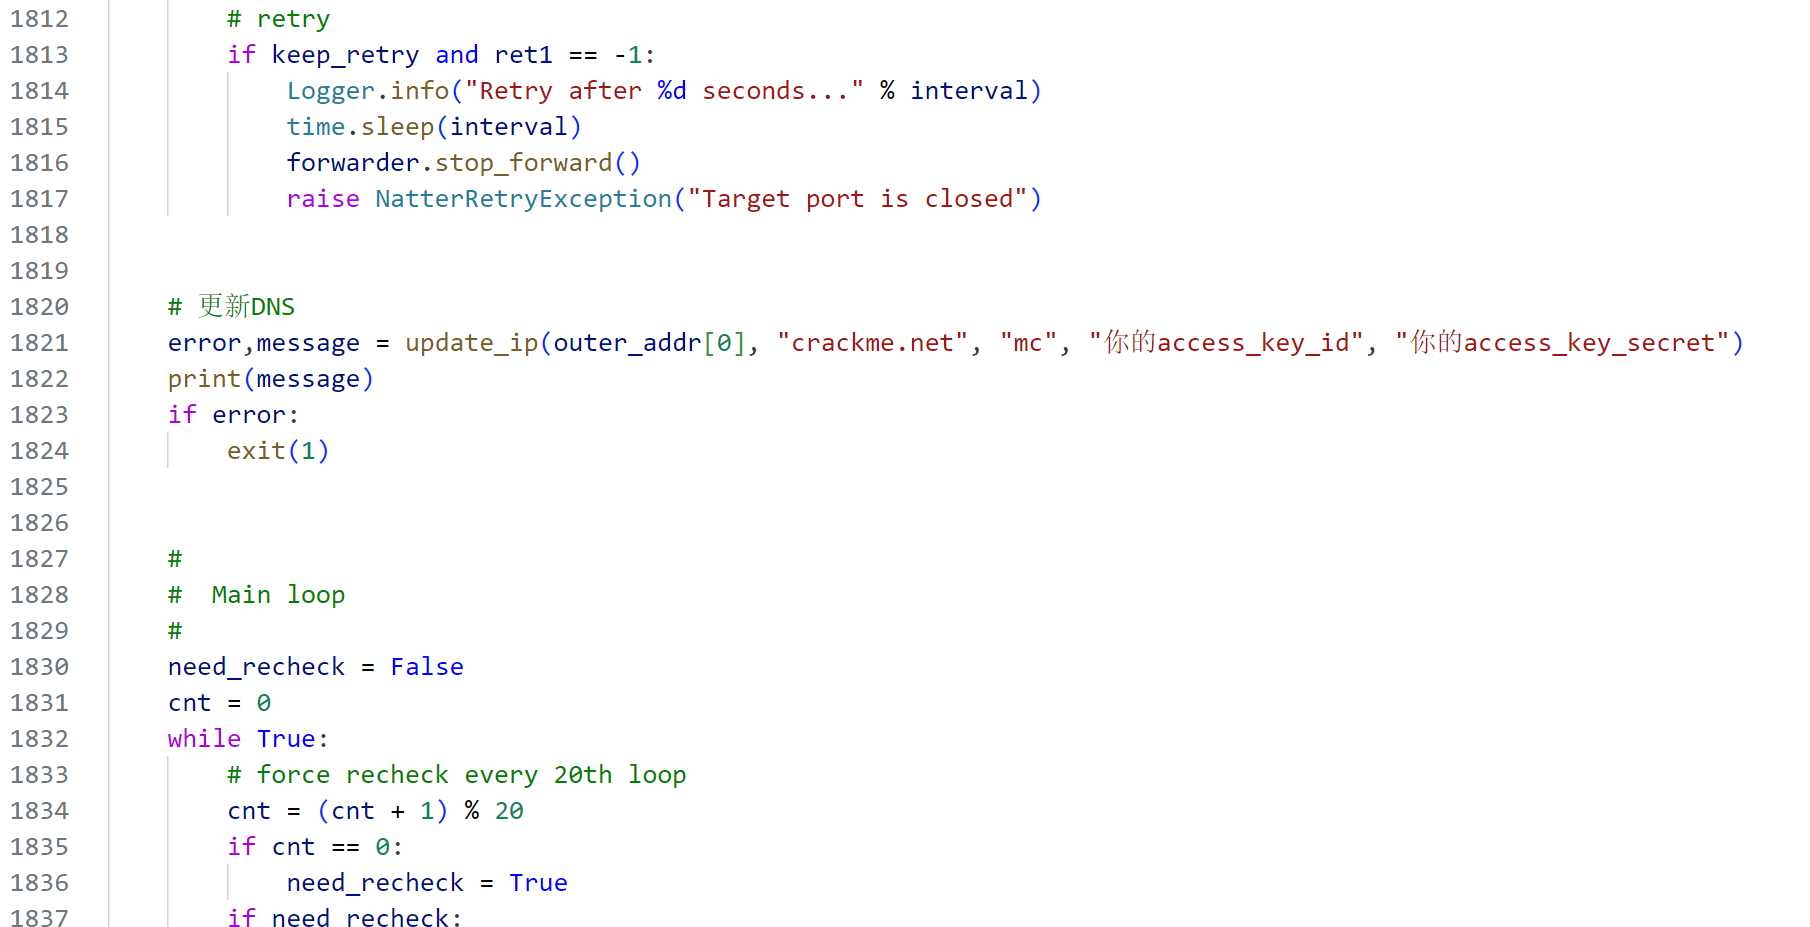 1812 # retry
1813 if keep_retry and ret1 == -1:
1814 Logger.info("Retry after %d seconds..." % interval)
1815 time.sleep(interval)
1816 forwarder.stop_forward()
1817 raise NatterRetryException("Target port is closed")
1818
1819
1820 # 更新DNS
1821 error,message = update_ip(outer_addr[0], "crackme.net", "mc", "你的access_key_id", "你的access_key_secret")
1822 print(message)
1823 if error:
1824 exit(1)
1825
1826
1827 #
1828 #  Main loop
1829 #
1830 need_recheck = False
1831 cnt = 0
1832 while True:
1833 # force recheck every 20th loop
1834 cnt = (cnt + 1) % 20
1835 if cnt == 0:
1836 need_recheck = True
1837 if need_recheck: